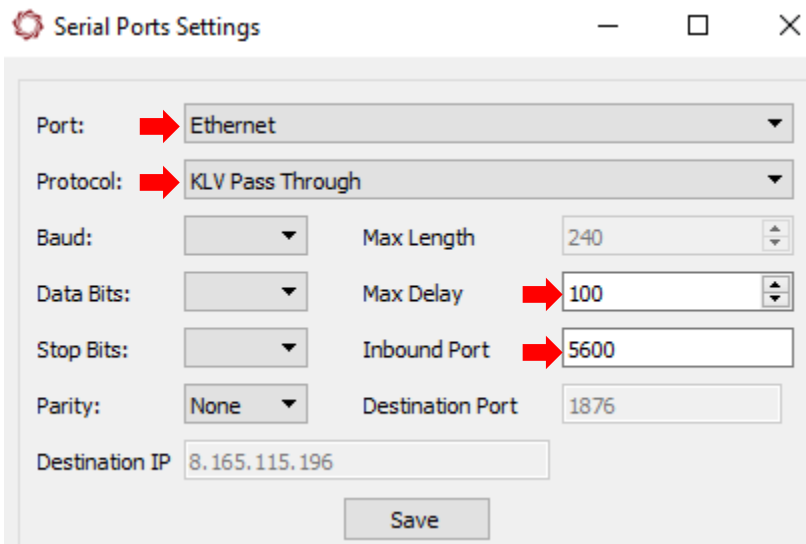 Serial Ports Settings
Port: Ethernet
Protocol: KLV Pass Through
Baud: Max Length 240
Data Bits: Max Delay 100
Stop Bits: Inbound Port 5600
Parity: None Destination Port 1876
Destination IP 8.165.115.196
Save